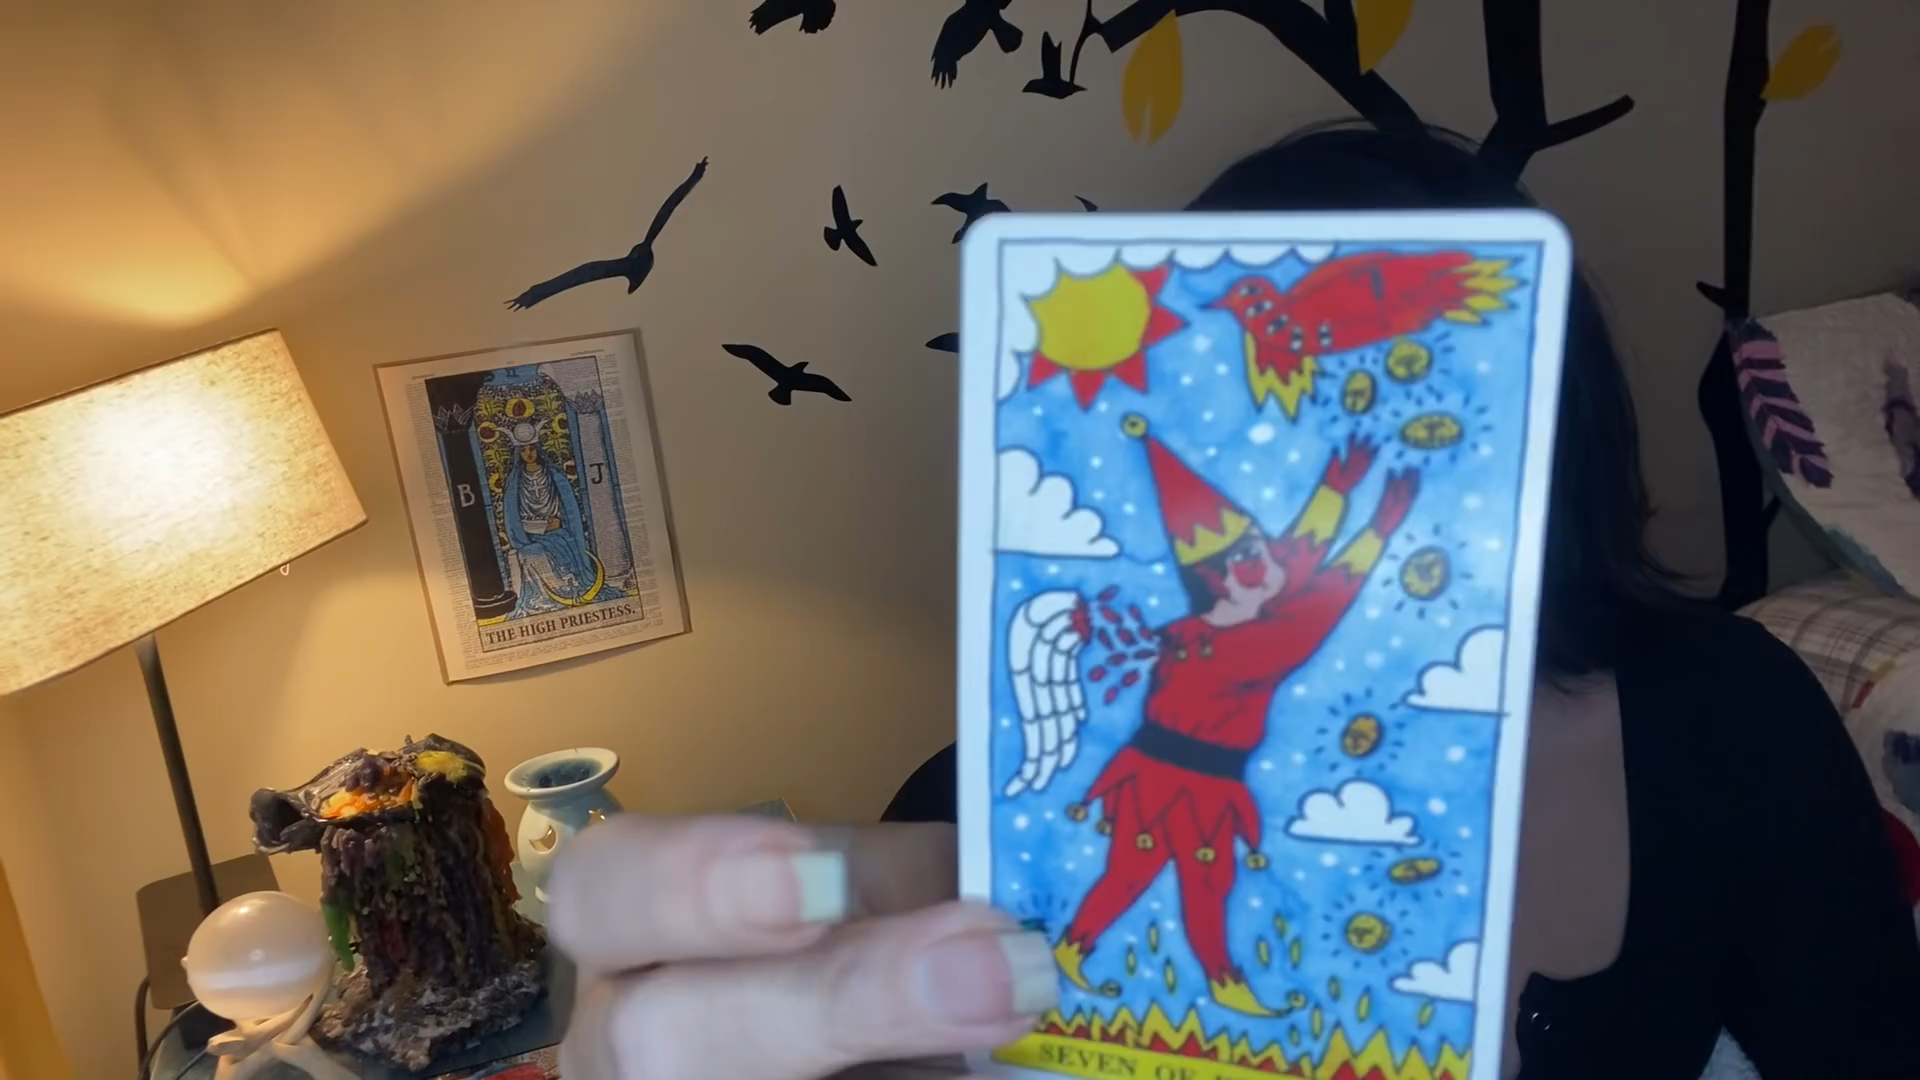 B
J
THE HIGH PRIESTESS.
SEVEN OF